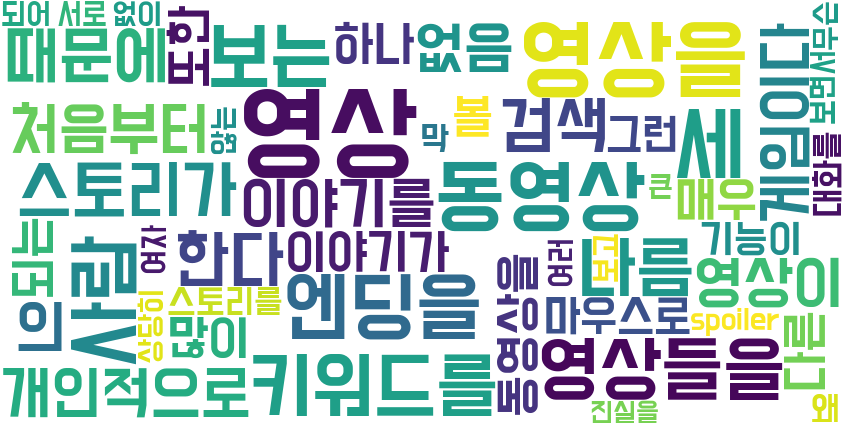 되어 서로 없이
때문에
또한
보는
하나
없음
영상을
게임이다
보면서
무슨
처음부터
않는
영상
막
볼
검색
그런
세
대화를
스토리가
이야기를
동영상
큰
매우
되는
사람
여자
한다
이야기가
동영상을
여러
보고
나름
기능이
영상이
의
상당히
스토리를
많이
엔딩을
마우스로
spoiler
다른
개인적으로
키워드를
영상들을
진실을
왜